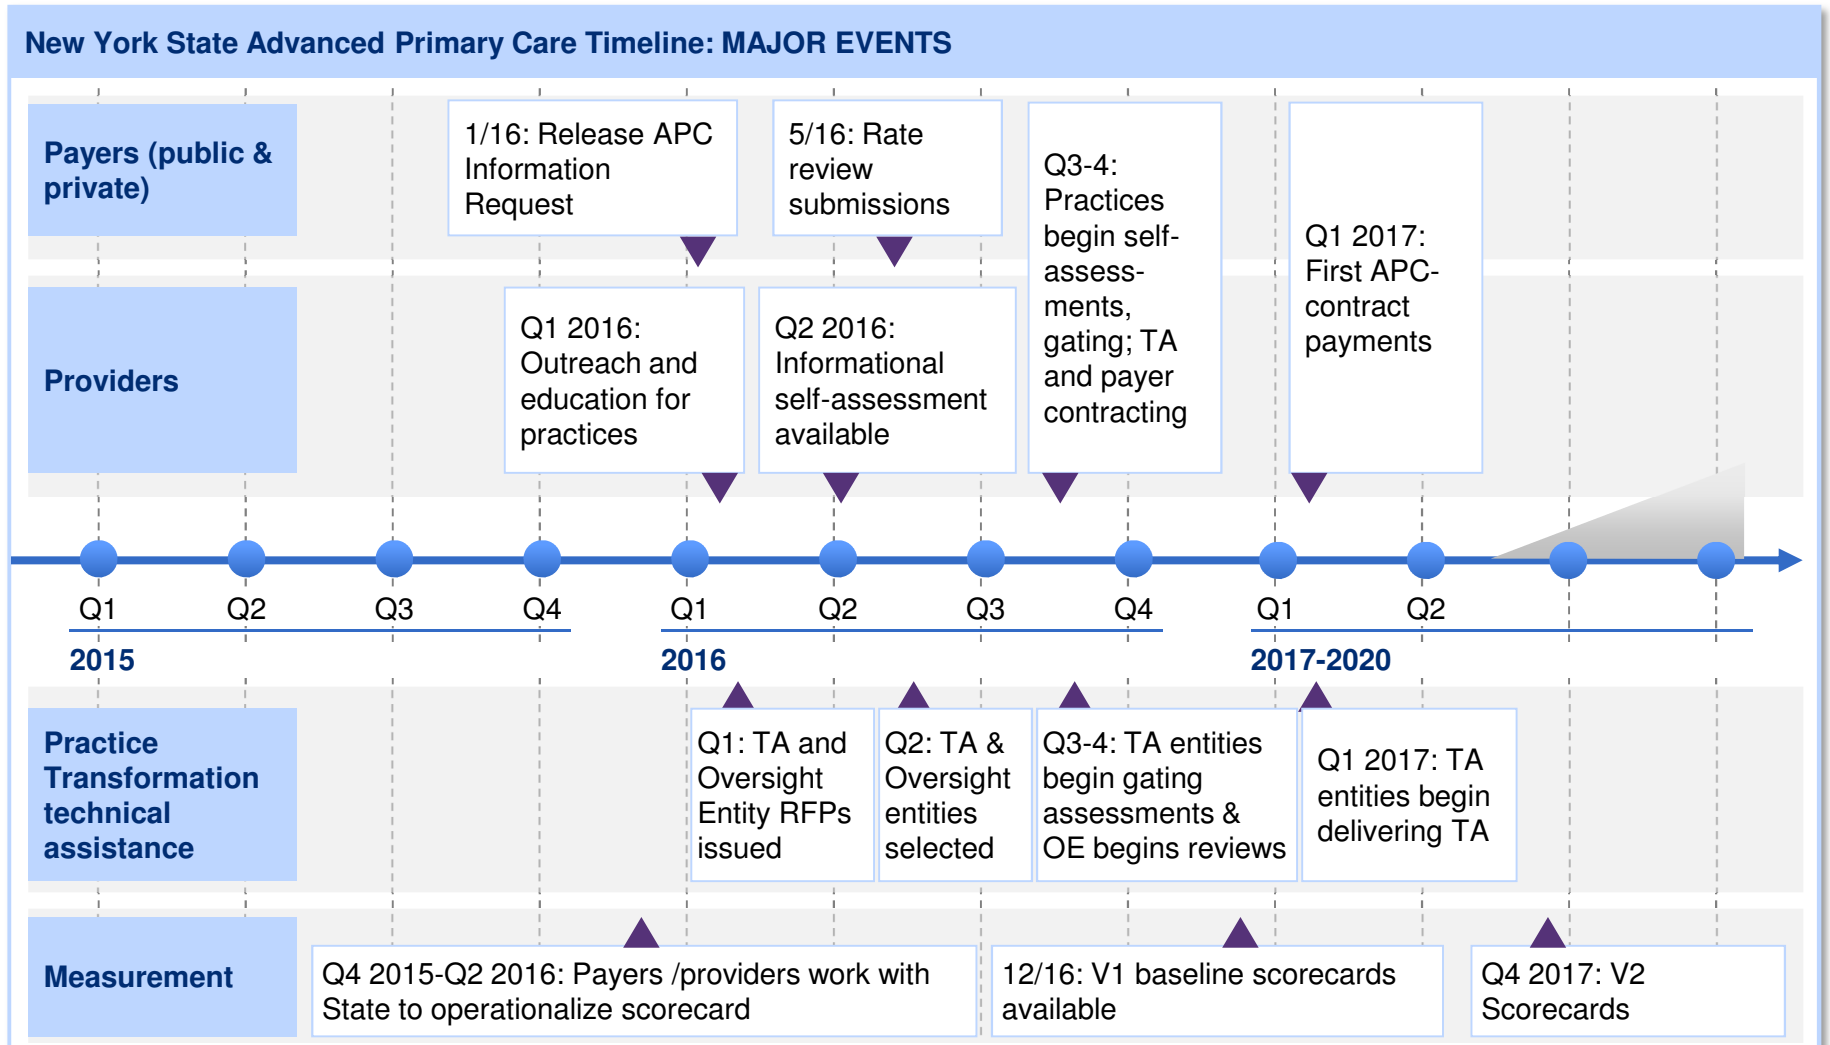 New York State Advanced Primary Care Timeline: MAJOR EVENTS
Payers (public &
private)
1/16: Release APC
Information
Request
5/16: Rate
review
submissions
Q3-4:
Practices
begin self-
assess-
ments,
gating; TA
and payer
contracting
Q1 2017:
First APC-
contract
payments
Providers
Q1 2016:
Outreach and
education for
practices
Q2 2016:
Informational
self-assessment
available
Q1 Q2 Q3 Q4 Q1 Q2 Q3 Q4 Q1 Q2
2015 2016 2017-2020
Practice
Transformation
technical
assistance
Q1: TA and
Oversight
Entity RFPs
issued
Q2: TA &
Oversight
entities
selected
Q3-4: TA entities
begin gating
assessments &
OE begins reviews
Q1 2017: TA
entities begin
delivering TA
Measurement
Q4 2015-Q2 2016: Payers /providers work with
State to operationalize scorecard
12/16: V1 baseline scorecards
available
Q4 2017: V2
Scorecards